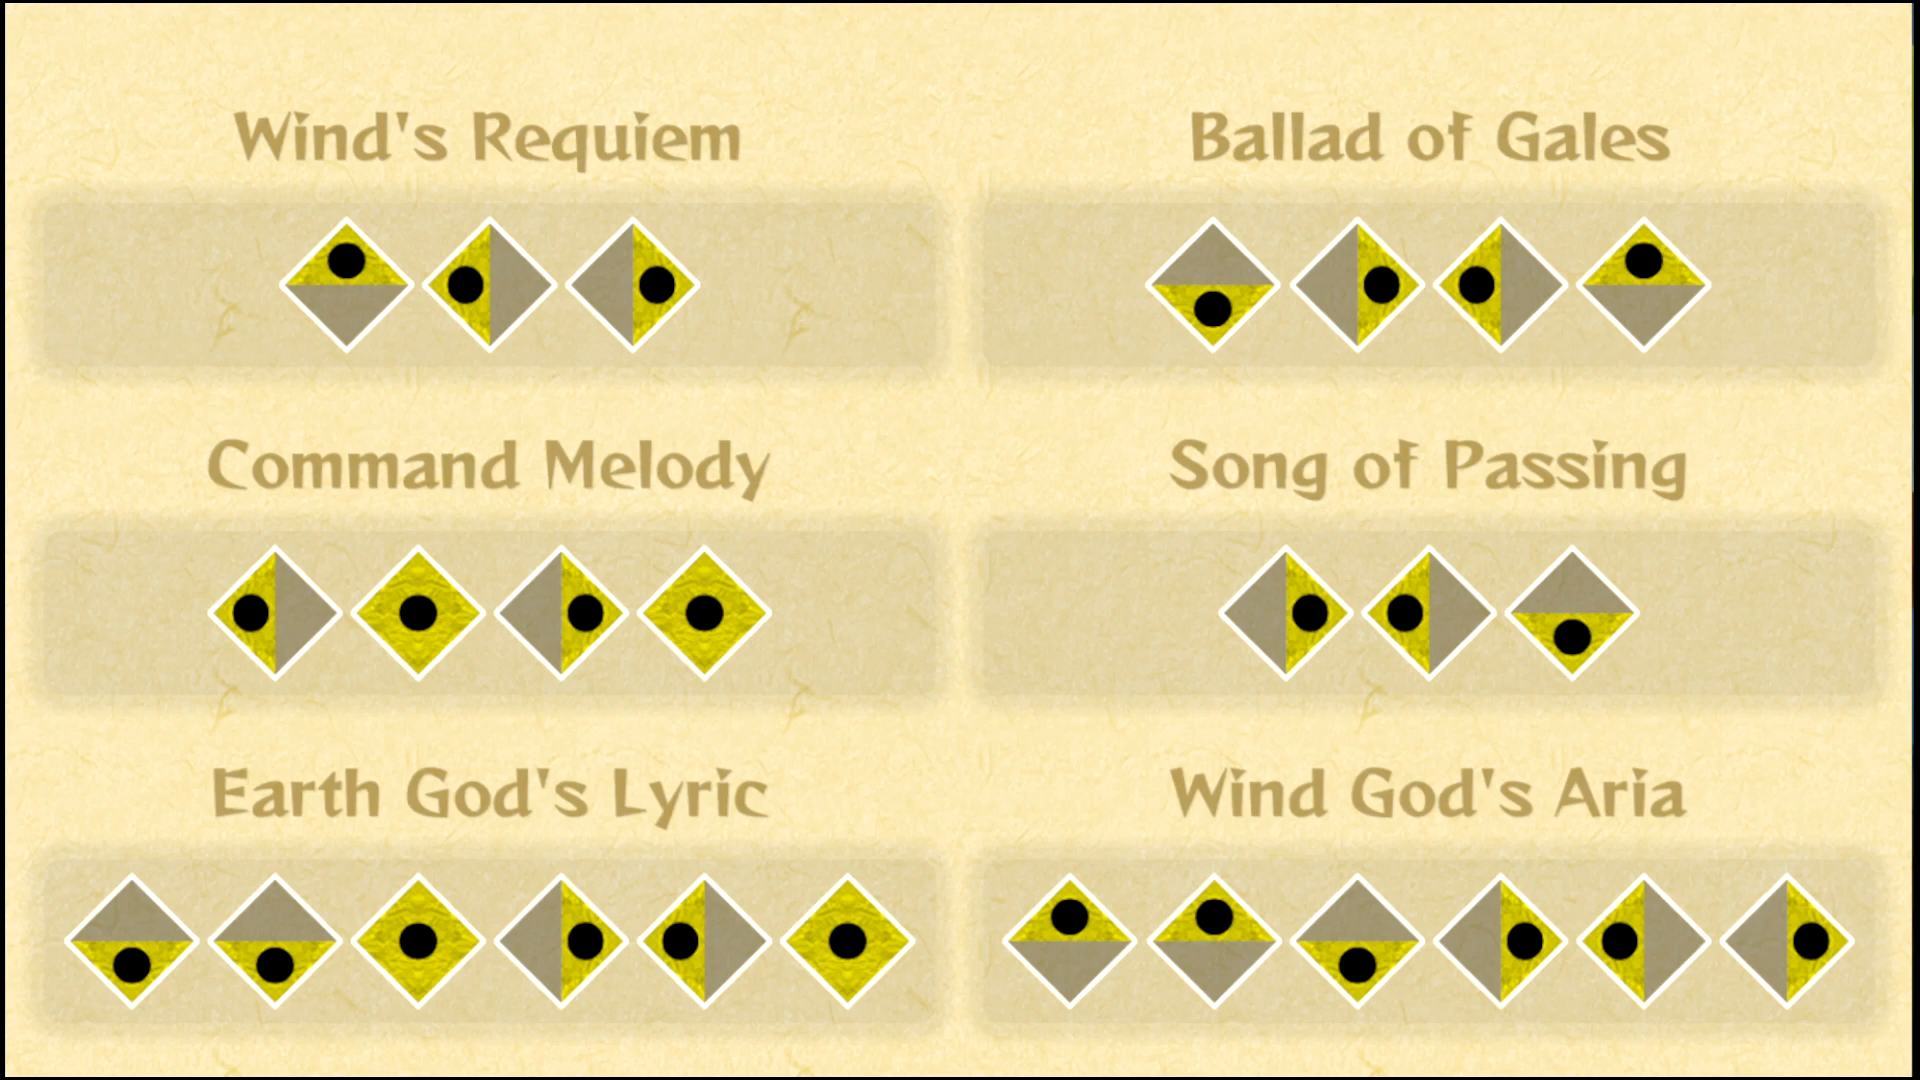 Wind's Requiem
Ballad of Gales
Command Melody
Song of Passing
Earth God's Lyric
Wind God's Aria